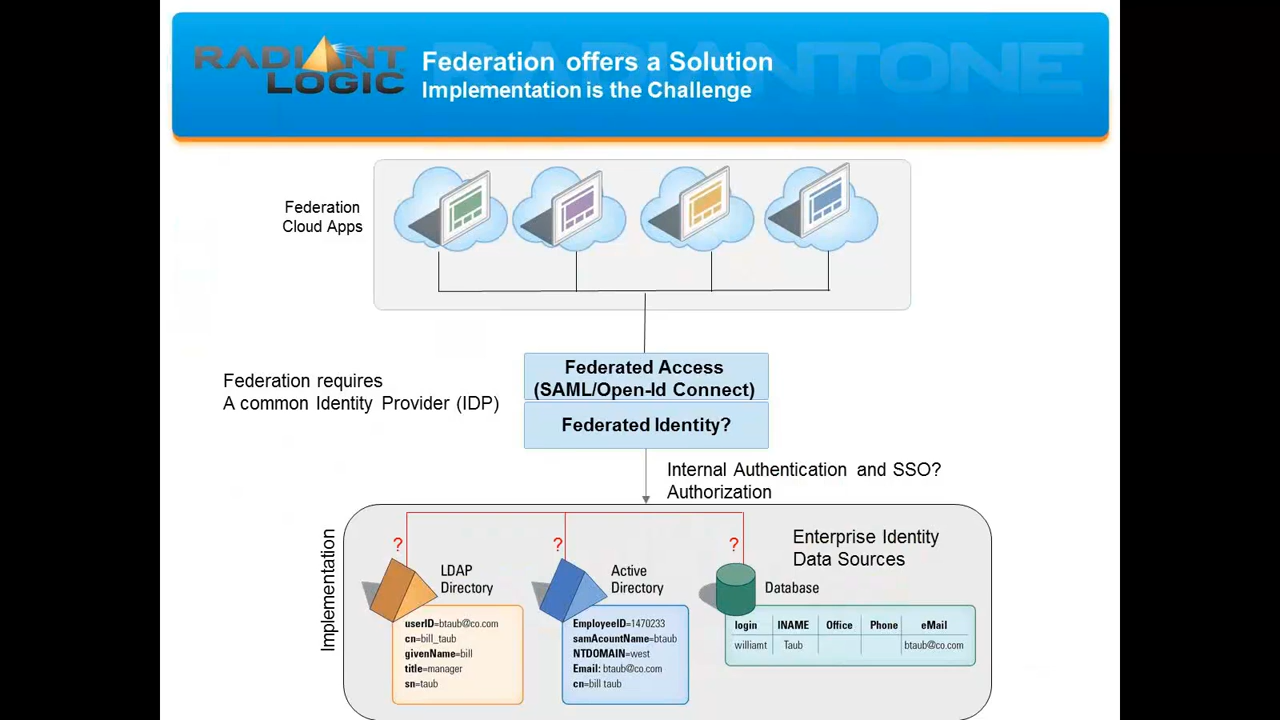 RADIANT
LOGIC
RADIANTONE
Federation offers a Solution
Implementation is the Challenge
Federation
Cloud Apps
Federated Access
(SAML/Open-Id Connect)
Federation requires
A common Identity Provider (IDP)
Federated Identity?
Internal Authentication and SSO?
Authorization
Implementation
Enterprise Identity
Data Sources
?
?
?
LDAP
Directory
userID=btaub@co.com
cn=bill_taub
givenName=bill
title=manager
sn=taub
Active
Directory
EmployeeID=1470233
samAcountName=btaub
NTDOMAIN=west
Email: btaub@co.com
cn=bill taub
Database
login INAME Office Phone eMail
williamt Taub btaub@co.com